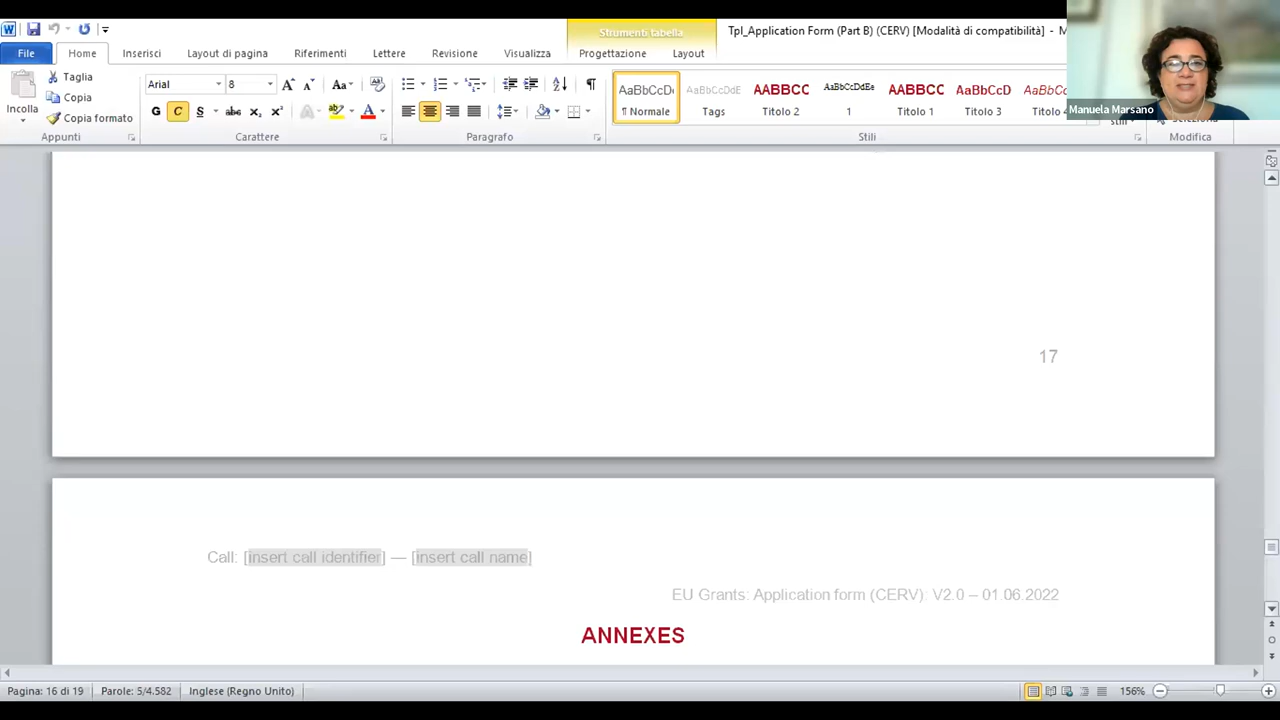 Strumenti tabella
Tpl_Application Form (Part B) (CERV) [Modalità di compatibilità] - M
File Home Inserisci Layout di pagina Riferimenti Lettere Revisione Visualizza Progettazione Layout
Incolla
Taglia
Copia
Copia formato
Appunti
Arial 8
Aa
G C S abc x₂ x² A ab A
Carattere
Paragrafo
AaBbCcDı AaBbCcDdE AABBCC AaBbCcDdEe AABBCC AaBbCcD AaBbCc
¶ Normale Tags Titolo 2 1 Titolo 1 Titolo 3 Titolo
Stili
Modifica
Manuela Marsano
17
Call: [insert call identifier] — [insert call name]
EU Grants: Application form (CERV): V2.0 – 01.06.2022
ANNEXES
Pagina: 16 di 19 Parole: 5/4.582 Inglese (Regno Unito) 156%